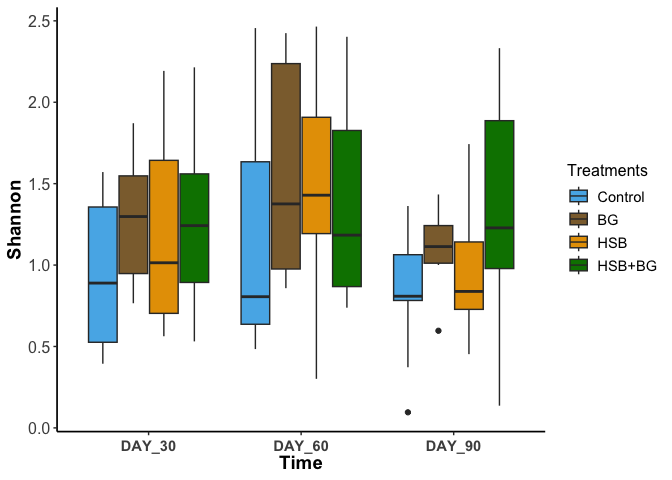 2.5
2.0
1.5
1.0
0.5
0.0
Shannon
DAY_30
DAY_60
DAY_90
Time
Treatments
Control
BG
HSB
HSB+BG